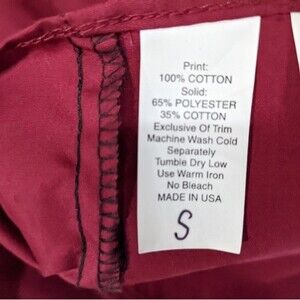 Print:
100% COTTON
Solid:
65% POLYESTER
35% COTTON
Exclusive Of Trim
Machine Wash Cold
Separately
Tumble Dry Low
Use Warm Iron
No Bleach
MADE IN USA
S